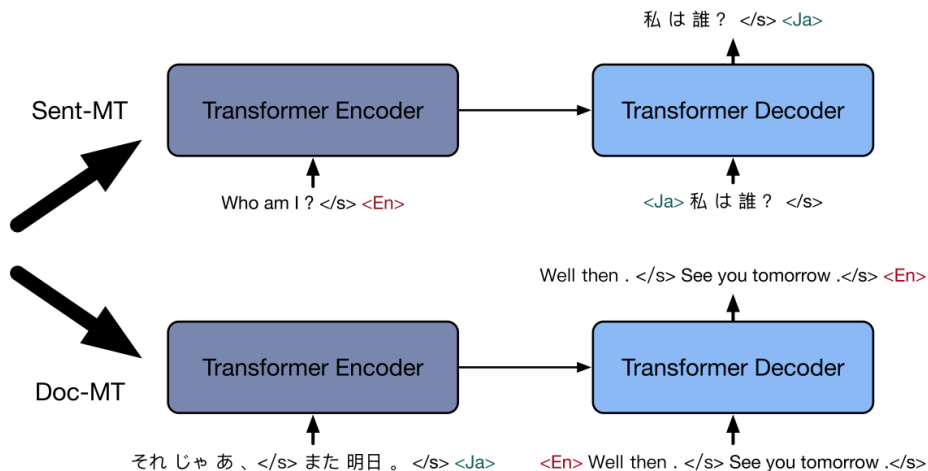 私 は 誰 ? </s> <Ja>
Sent-MT
Transformer Encoder
Transformer Decoder
Who am I ? </s> <En>
<Ja> 私 は 誰 ? </s>
Well then . </s> See you tomorrow .</s> <En>
Transformer Encoder
Transformer Decoder
Doc-MT
それ じゃ あ 、</s> また 明日 。 </s> <Ja>
<En> Well then . </s> See you tomorrow .</s>